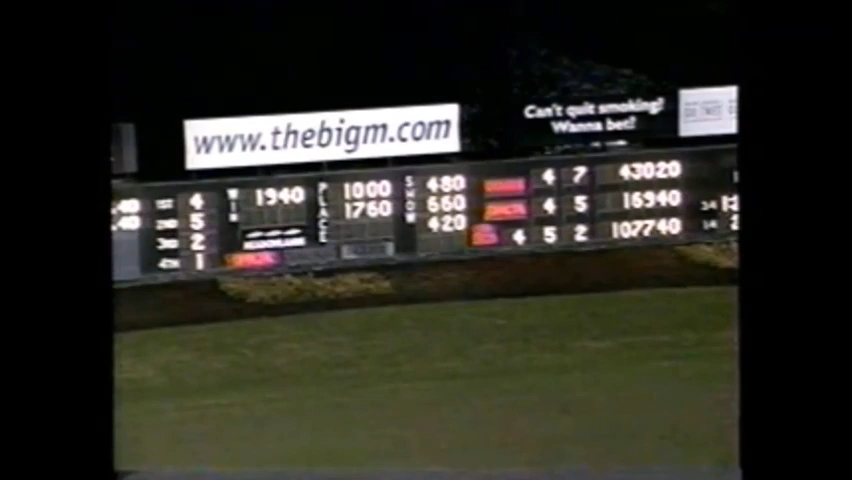 www.thebigm.com
Can't quit smoking?
Wanna bet?
1ST 4 WIN 1940 PLACE 1000 SHOW 480 4 7 43020
2ND 5 1760 660 4 5 16940
3RD 2 420 4 5 2 107740
4TH 1